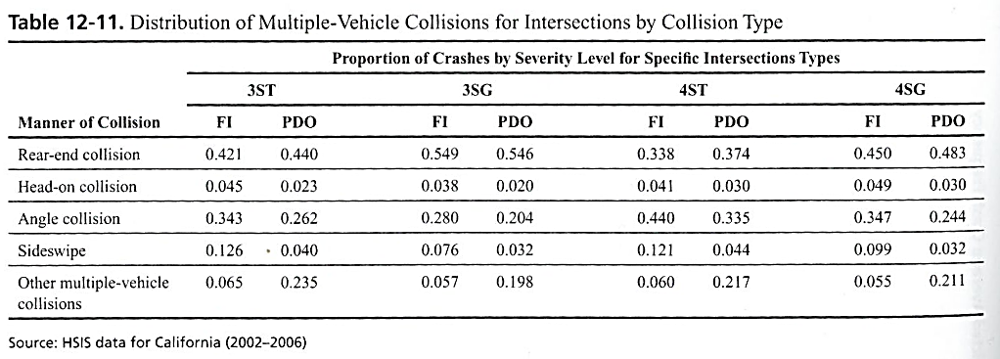 Table 12-11. Distribution of Multiple-Vehicle Collisions for Intersections by Collision Type
Proportion of Crashes by Severity Level for Specific Intersections Types
3ST 3SG 4ST 4SG
Manner of Collision FI PDO FI PDO FI PDO FI PDO
Rear-end collision 0.421 0.440 0.549 0.546 0.338 0.374 0.450 0.483
Head-on collision 0.045 0.023 0.038 0.020 0.041 0.030 0.049 0.030
Angle collision 0.343 0.262 0.280 0.204 0.440 0.335 0.347 0.244
Sideswipe 0.126 0.040 0.076 0.032 0.121 0.044 0.099 0.032
Other multiple-vehicle 0.065 0.235 0.057 0.198 0.060 0.217 0.055 0.211
collisions
Source: HSIS data for California (2002–2006)